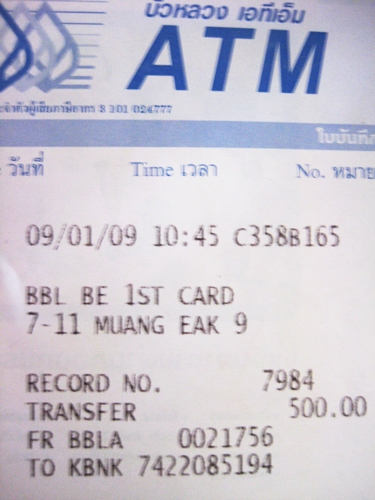 บัวหลวง เอทีเอ็ม
ATM
3 101 024777
ใบบันทึก
วันที่ Time เวลา No. หมาย
09/01/09 10:45 C358B165
BBL BE 1ST CARD
7-11 MUANG EAK 9
RECORD NO. 7984
TRANSFER 500.00
FR BBLA 0021756
TO KBNK 7422085194